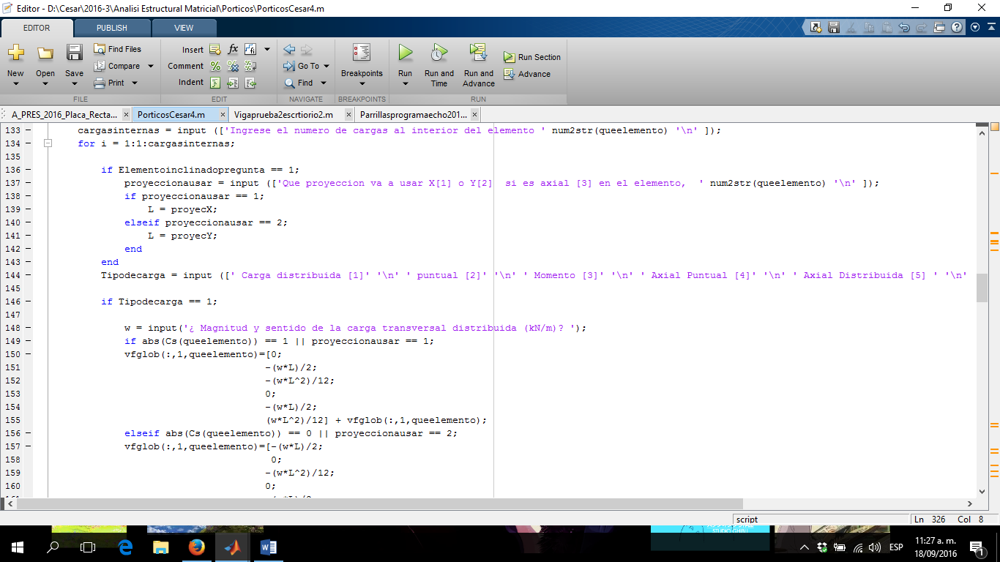 Editor - D:\Cesar\2016-3\Analisi Estructural Matricial\Porticos\PorticosCesar4.m
EDITOR PUBLISH VIEW
New Open Save Find Files Compare Print
FILE
Insert fx
Comment
Indent
EDIT
Go To
Find
NAVIGATE
Breakpoints
BREAKPOINTS
Run Run and Time Run and Advance Run Section Advance
RUN
A_PRES_2016_Placa_Recta... PorticosCesar4.m Vigaprueba2escrtiorio2.m Parrillasprogramaecho201...
133 cargasinternas = input (['Ingrese el numero de cargas al interior del elemento ' num2str(queelemento) '\n' ]);
134 for i = 1:1:cargasinternas;
135
136 if Elementoinclinadopregunta == 1;
137 proyeccionausar = input (['Que proyeccion va a usar X[1] o Y[2]  si es axial [3] en el elemento,  ' num2str(queelemento) '\n' ]);
138 if proyeccionausar == 1;
139 L = proyecX;
140 elseif proyeccionausar == 2;
141 L = proyecY;
142 end
143 end
144 Tipodecarga = input ([' Carga distribuida [1]' '\n' ' puntual [2]' '\n' ' Momento [3]' '\n' ' Axial Puntual [4]' '\n' ' Axial Distribuida [5] ' '\n'
145
146 if Tipodecarga == 1;
147
148 w = input('¿ Magnitud y sentido de la carga transversal distribuida (kN/m)? ');
149 if abs(Cs(queelemento)) == 1 || proyeccionausar == 1;
150 vfglob(:,1,queelemento)=[0;
151 -(w*L)/2;
152 -(w*L^2)/12;
153 0;
154 -(w*L)/2;
155 (w*L^2)/12] + vfglob(:,1,queelemento);
156 elseif abs(Cs(queelemento)) == 0 || proyeccionausar == 2;
157 vfglob(:,1,queelemento)=[-(w*L)/2;
158 0;
159 -(w*L^2)/12;
160 0;
script Ln 326 Col 8
STUDIO GHIBLI
ESP
11:27 a. m.
18/09/2016
1